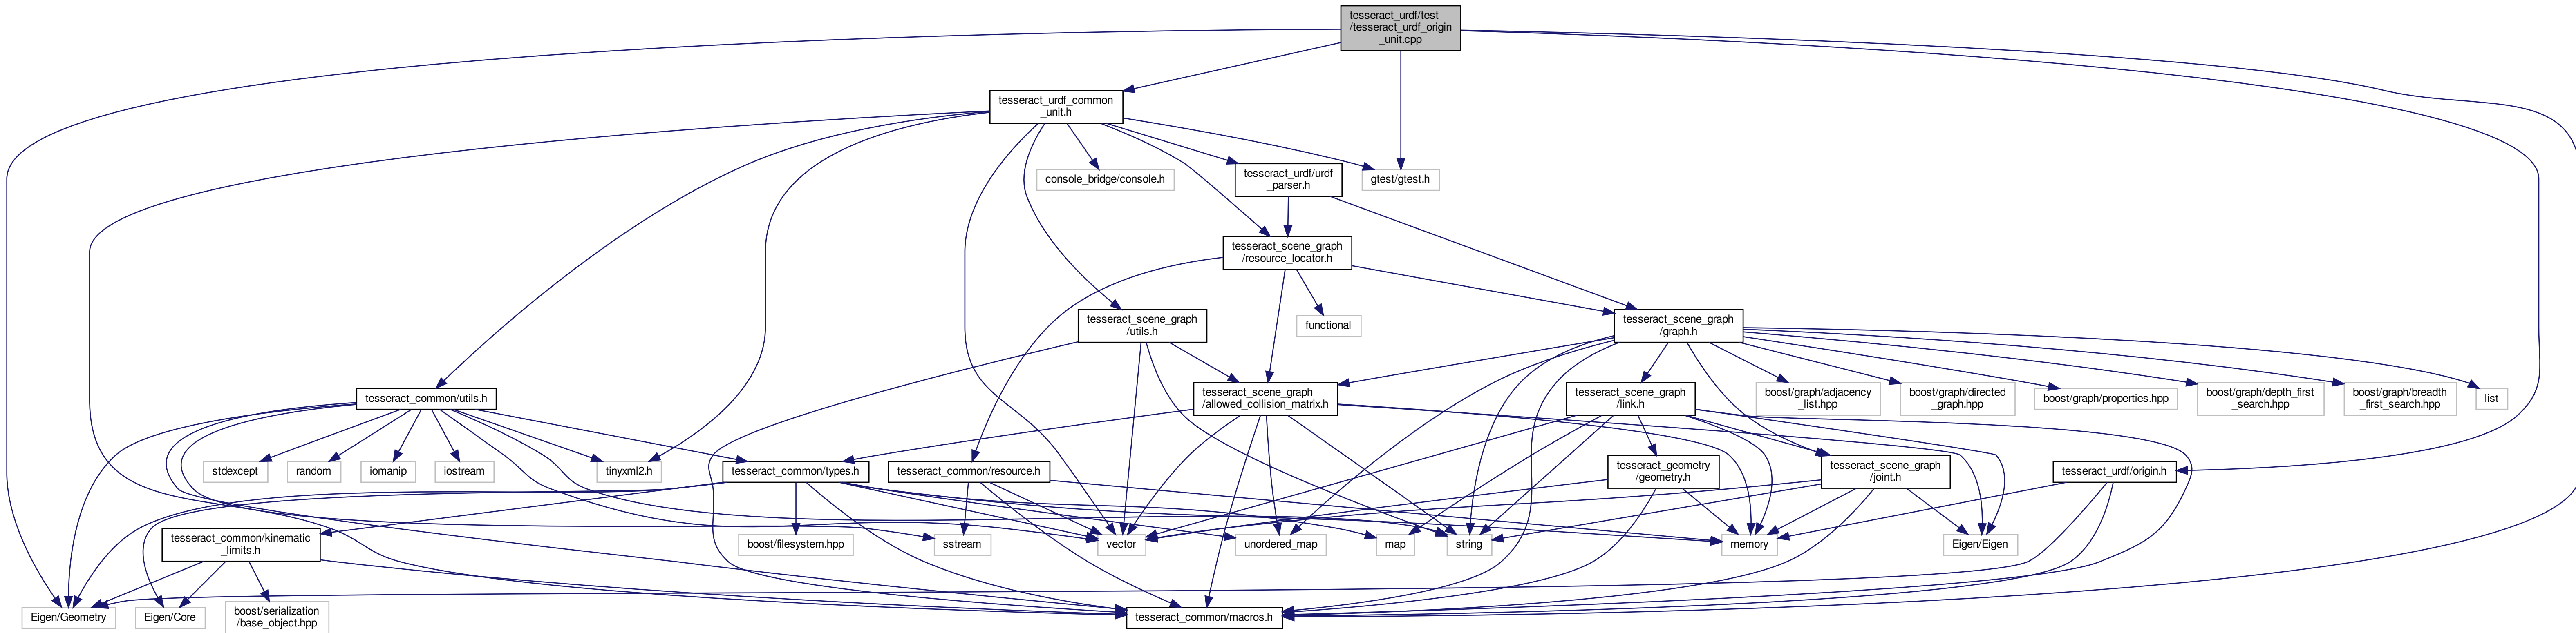 tesseract_urdf/test
/tesseract_urdf_origin
_unit.cpp
tesseract_urdf_common
_unit.h
console_bridge/console.h
tesseract_urdf/urdf
_parser.h
gtest/gtest.h
tesseract_scene_graph
/resource_locator.h
tesseract_scene_graph
/utils.h
functional
tesseract_scene_graph
/graph.h
tesseract_common/utils.h
tesseract_scene_graph
/allowed_collision_matrix.h
tesseract_scene_graph
/link.h
boost/graph/adjacency
_list.hpp
boost/graph/directed
_graph.hpp
boost/graph/properties.hpp
boost/graph/depth_first
_search.hpp
boost/graph/breadth
_first_search.hpp
list
stdexcept
random
iomanip
iostream
tinyxml2.h
tesseract_common/types.h
tesseract_common/resource.h
tesseract_geometry
/geometry.h
tesseract_scene_graph
/joint.h
tesseract_urdf/origin.h
tesseract_common/kinematic
_limits.h
boost/filesystem.hpp
sstream
vector
unordered_map
map
string
memory
Eigen/Eigen
Eigen/Geometry
Eigen/Core
boost/serialization
/base_object.hpp
tesseract_common/macros.h